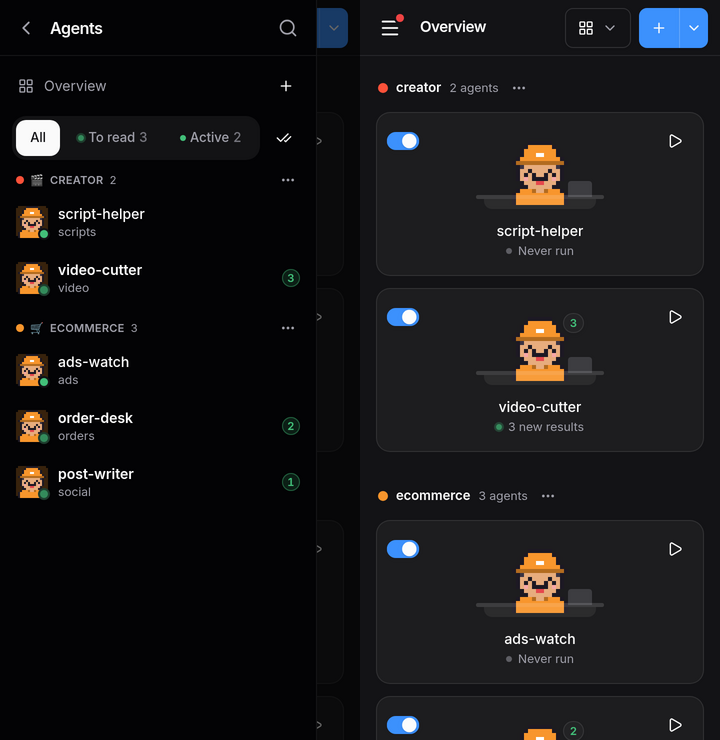 Agents
Overview
All
To read 3
Active 2
CREATOR 2
script-helper
scripts
video-cutter
video
3
ECOMMERCE 3
ads-watch
ads
order-desk
orders
2
post-writer
social
1
Overview
creator 2 agents
script-helper
Never run
3
video-cutter
3 new results
ecommerce 3 agents
ads-watch
Never run
2